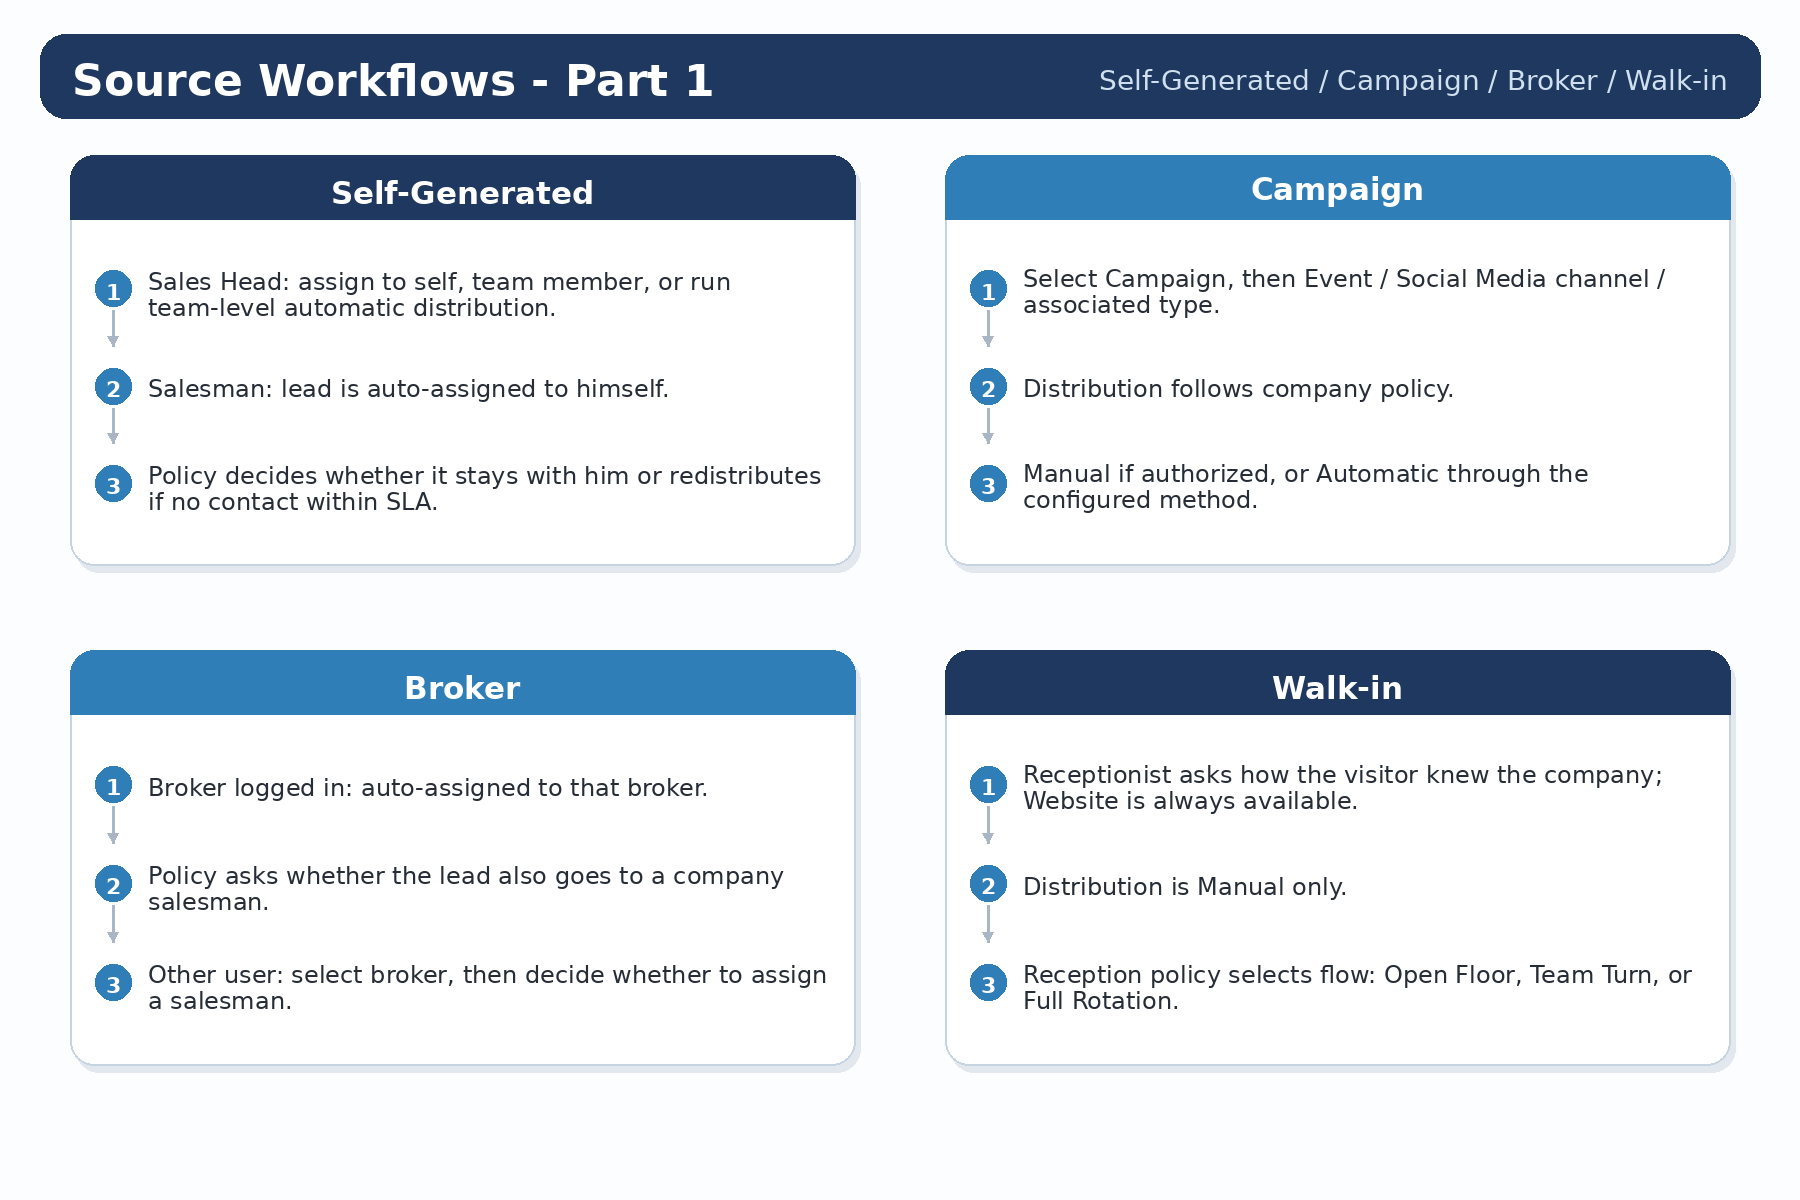 Source Workflows - Part 1
Self-Generated / Campaign / Broker / Walk-in
Self-Generated
1
Sales Head: assign to self, team member, or run
team-level automatic distribution.
2
Salesman: lead is auto-assigned to himself.
3
Policy decides whether it stays with him or redistributes
if no contact within SLA.
Campaign
1
Select Campaign, then Event / Social Media channel /
associated type.
2
Distribution follows company policy.
3
Manual if authorized, or Automatic through the
configured method.
Broker
1
Broker logged in: auto-assigned to that broker.
2
Policy asks whether the lead also goes to a company
salesman.
3
Other user: select broker, then decide whether to assign
a salesman.
Walk-in
1
Receptionist asks how the visitor knew the company;
Website is always available.
2
Distribution is Manual only.
3
Reception policy selects flow: Open Floor, Team Turn, or
Full Rotation.